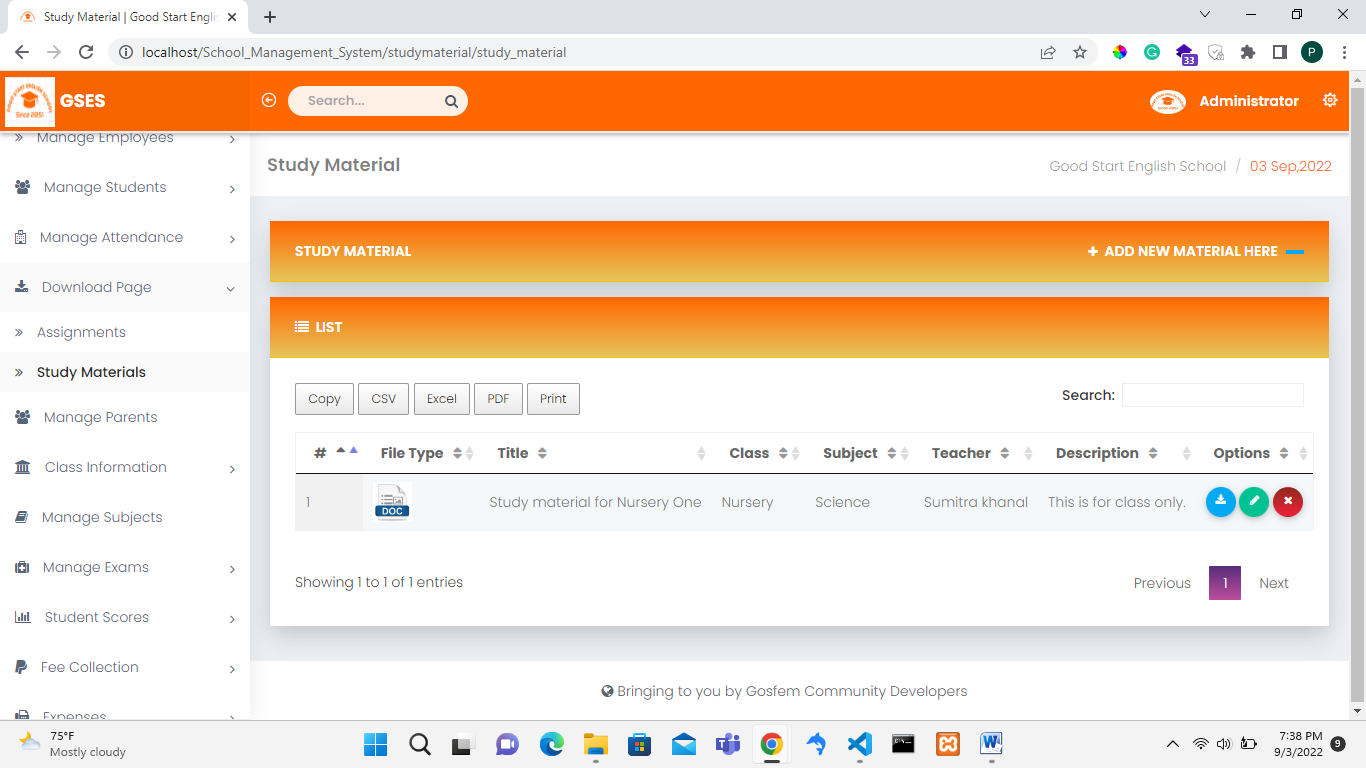 Study Material | Good Start Englis
localhost/School_Management_System/studymaterial/study_material
33
P
Since 2051
GSES
Search...
Administrator
Manage Employees
Manage Students
Manage Attendance
Download Page
Assignments
Study Materials
Manage Parents
Class Information
Manage Subjects
Manage Exams
Student Scores
Fee Collection
Expenses
Study Material
Good Start English School / 03 Sep,2022
STUDY MATERIAL
ADD NEW MATERIAL HERE
LIST
Copy CSV Excel PDF Print
Search:
# File Type Title Class Subject Teacher Description Options
1 DOC Study material for Nursery One Nursery Science Sumitra khanal This is for class only.
Showing 1 to 1 of 1 entries
Previous 1 Next
Bringing to you by Gosfem Community Developers
75°F
Mostly cloudy
7:38 PM
9/3/2022
9